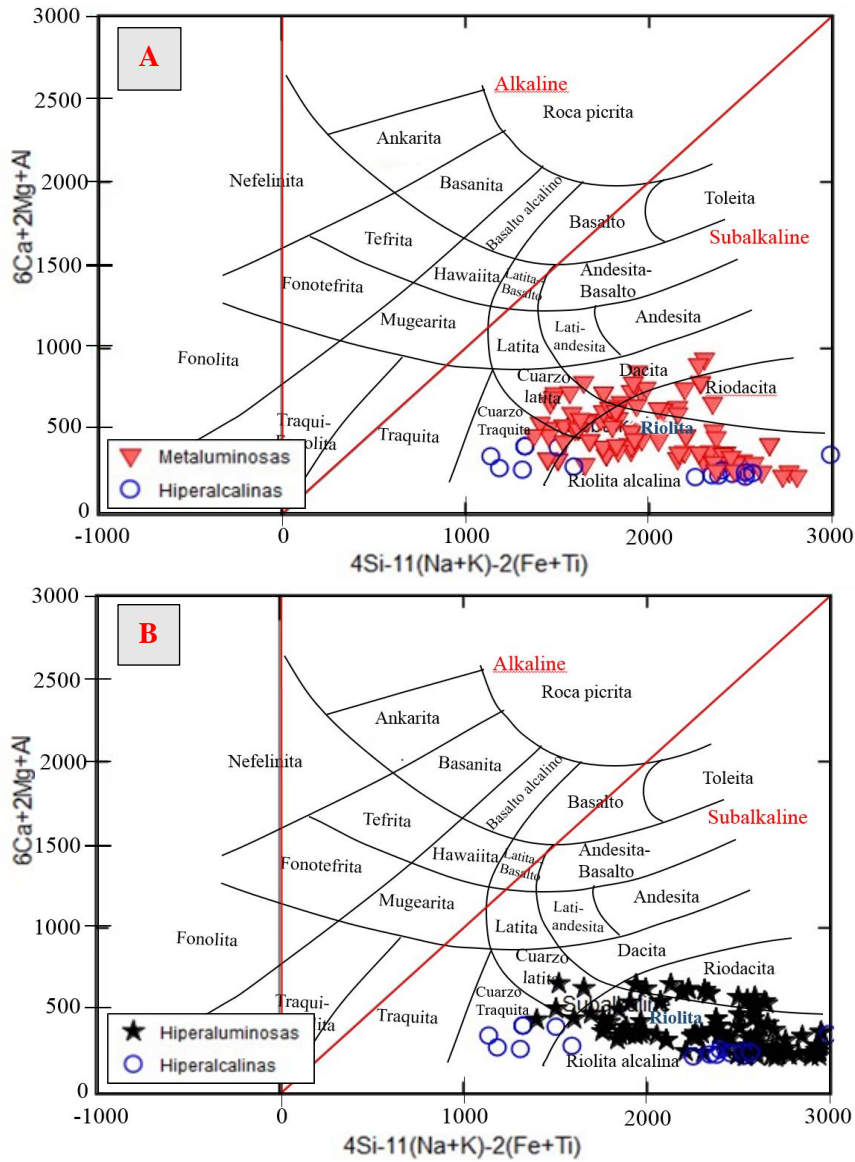 3000
A
Alkaline
2500
Roca picrita
Ankarita
2000
Nefelinita
Basanita
Basalto alcalino
Toleita
Basalto
Tefrita
Subalkaline
1500
Hawaiita
Latita-
Basalto
Andesita-
Basalto
Fonotefrita
Mugearita
Andesita
Lati-
andesita
1000
Latita
Fonolita
Dacita
Cuarzo
latita
Riodacita
500
Cuarzo
Traquita
Riolita
Traqui-
Traquita
Metaluminosas
Riolita alcalina
Hiperalcalinas
0
-1000
0
1000
2000
3000
6Ca+2Mg+Al
4Si-11(Na+K)-2(Fe+Ti)
3000
B
Alkaline
2500
Roca picrita
Ankarita
2000
Nefelinita
Basanita
Basalto alcalino
Toleita
Basalto
Tefrita
Subalkaline
1500
Hawaiita
Latita-
Basalto
Andesita-
Basalto
Fonotefrita
Mugearita
Andesita
Lati-
andesita
1000
Latita
Fonolita
Dacita
Cuarzo
latita
Riodacita
500
Cuarzo
Traquita
Riolita
Traqui-
Traquita
Hiperaluminosas
Riolita alcalina
Hiperalcalinas
0
-1000
0
1000
2000
3000
6Ca+2Mg+Al
4Si-11(Na+K)-2(Fe+Ti)